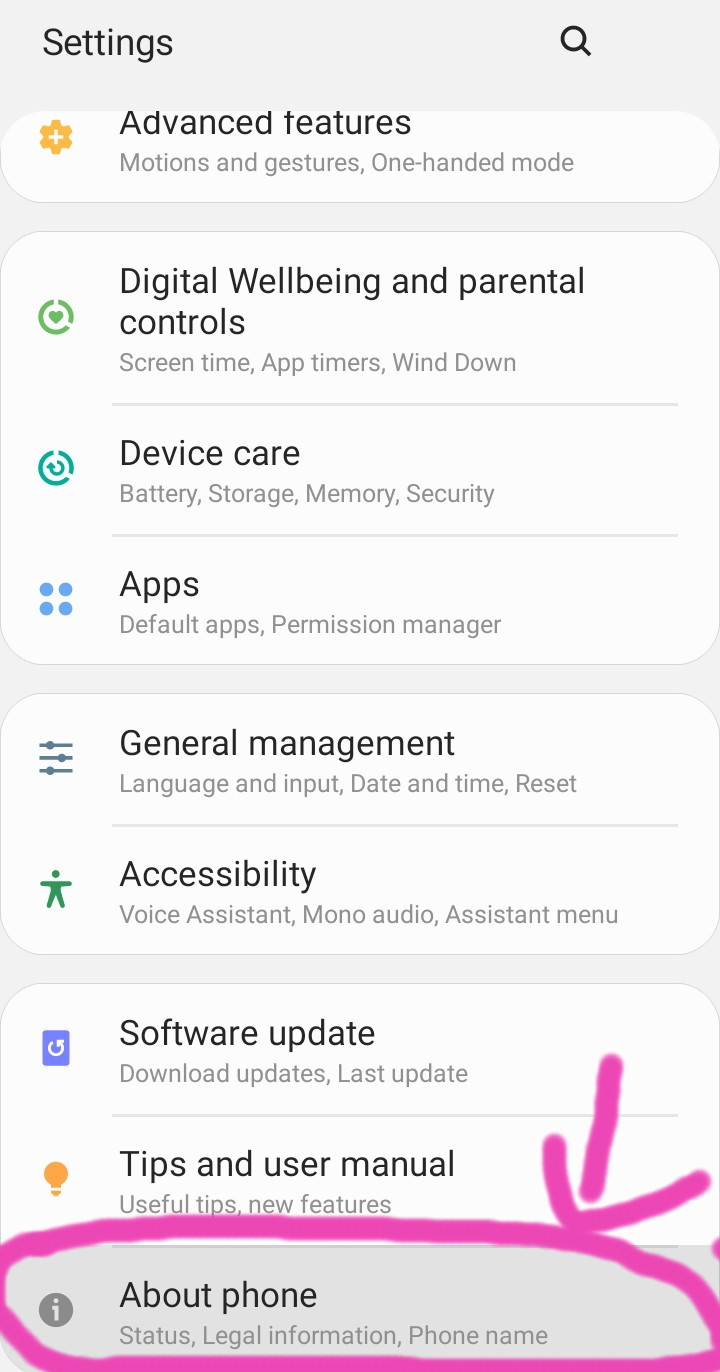 Settings
Advanced features
Motions and gestures, One-handed mode
Digital Wellbeing and parental
controls
Screen time, App timers, Wind Down
Device care
Battery, Storage, Memory, Security
Apps
Default apps, Permission manager
General management
Language and input, Date and time, Reset
Accessibility
Voice Assistant, Mono audio, Assistant menu
Software update
Download updates, Last update
Tips and user manual
Useful tips, new features
About phone
Status, Legal information, Phone name